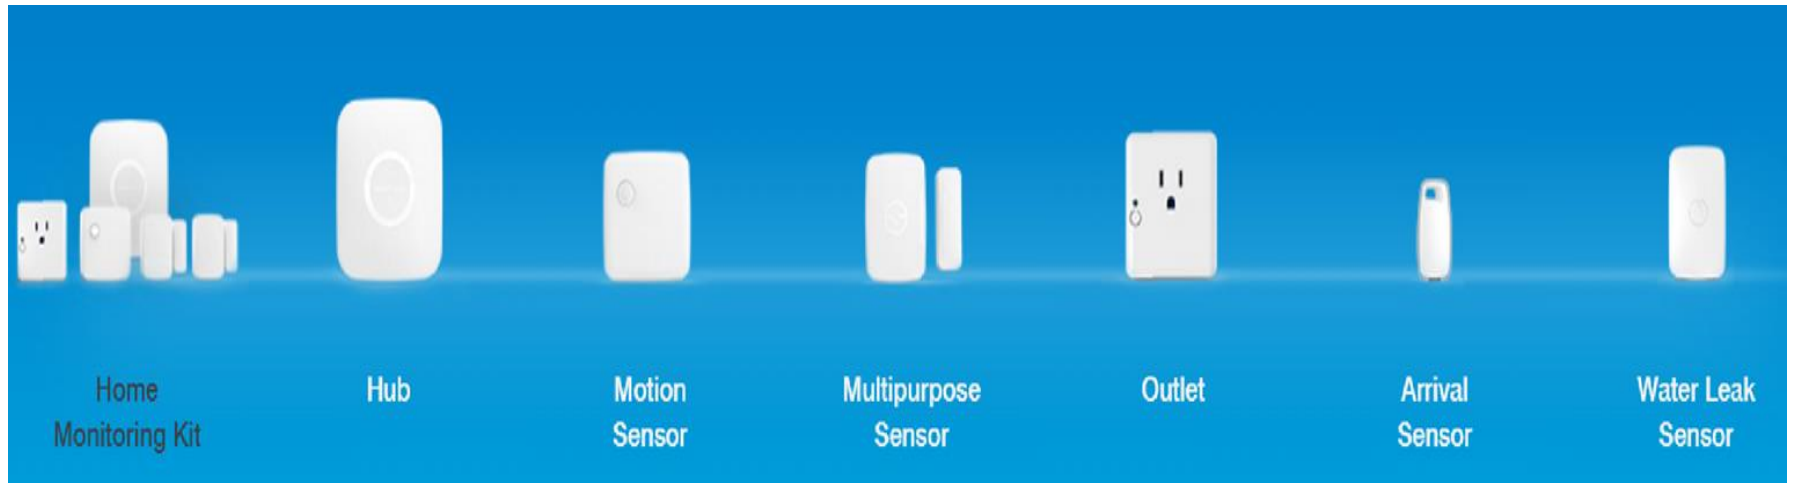 Home
Monitoring Kit
Hub
Motion
Sensor
Multipurpose
Sensor
Outlet
Arrival
Sensor
Water Leak
Sensor